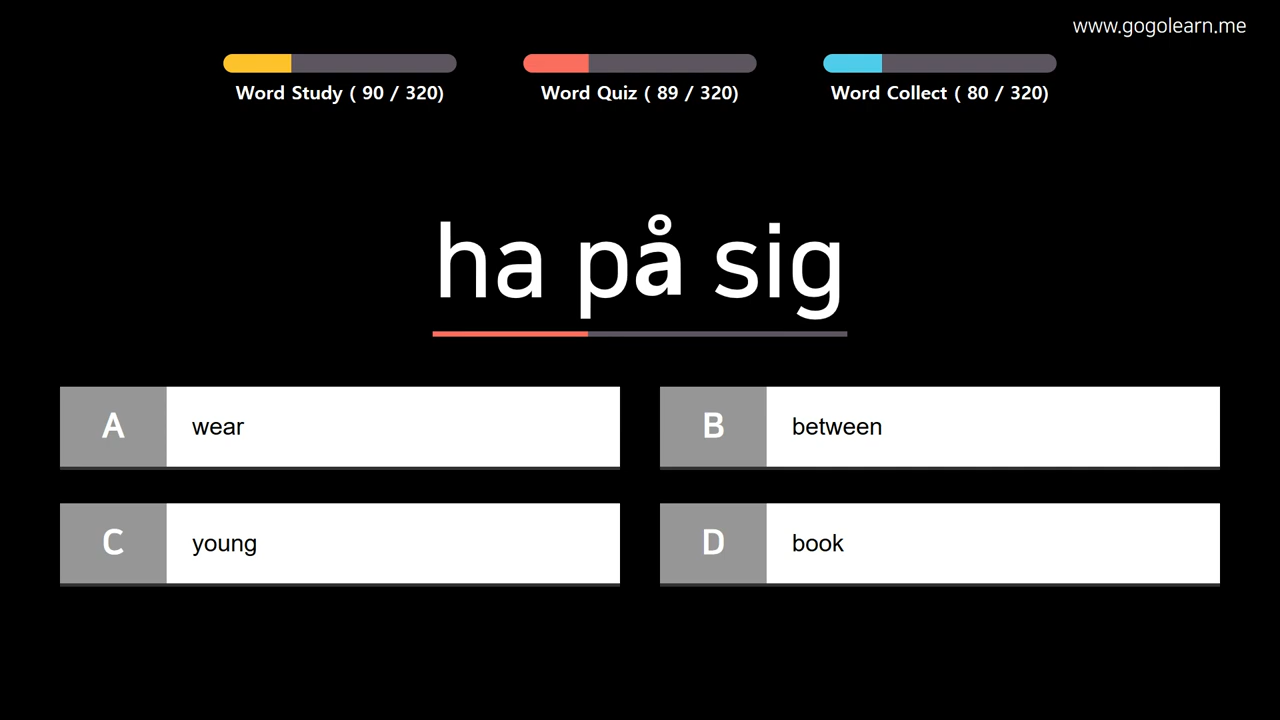 www.gogolearn.me
Word Study ( 90 / 320)
Word Quiz ( 89 / 320)
Word Collect ( 80 / 320)
ha på sig
A wear
B between
C young
D book